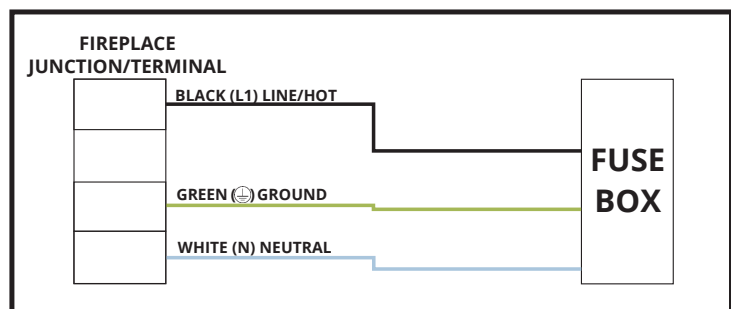 FIREPLACE
JUNCTION/TERMINAL
BLACK (L1) LINE/HOT
GREEN (⏚) GROUND
WHITE (N) NEUTRAL
FUSE
BOX